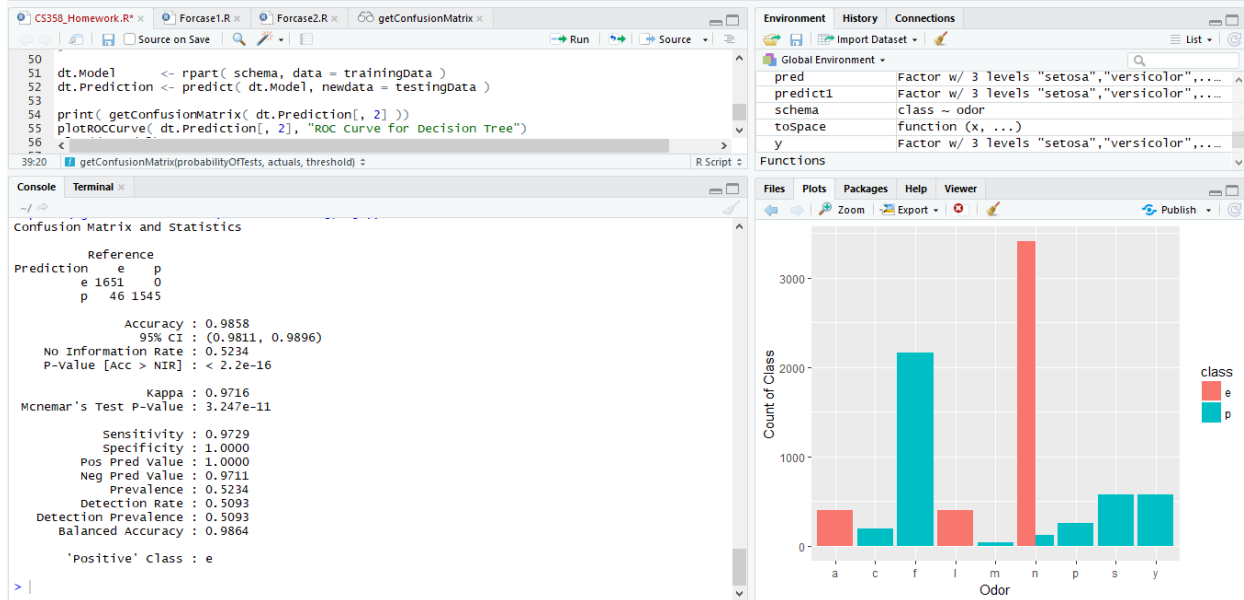 CS358_Homework.R* × Forcase1.R × Forcase2.R × getConfusionMatrix ×
Source on Save Run Source
50
51 dt.Model <- rpart( schema, data = trainingData )
52 dt.Prediction <- predict( dt.Model, newdata = testingData )
53
54 print( getConfusionMatrix( dt.Prediction[, 2] ))
55 plotROCCurve( dt.Prediction[, 2], "ROC Curve for Decision Tree")
56
39:20 getConfusionMatrix(probabilityOfTests, actuals, threshold) R Script
Console Terminal ×
~/
Confusion Matrix and Statistics
Reference
Prediction e p
e 1651 0
p 46 1545
Accuracy : 0.9858
95% CI : (0.9811, 0.9896)
No Information Rate : 0.5234
P-Value [Acc > NIR] : < 2.2e-16
Kappa : 0.9716
Mcnemar's Test P-Value : 3.247e-11
Sensitivity : 0.9729
Specificity : 1.0000
Pos Pred Value : 1.0000
Neg Pred Value : 0.9711
Prevalence : 0.5234
Detection Rate : 0.5093
Detection Prevalence : 0.5093
Balanced Accuracy : 0.9864
'Positive' Class : e
>
Environment History Connections
Import Dataset List
Global Environment
pred Factor w/ 3 levels "setosa","versicolor",..…
predict1 Factor w/ 3 levels "setosa","versicolor",..…
schema class ~ odor
toSpace function (x, ...)
y Factor w/ 3 levels "setosa","versicolor",..…
Functions
Files Plots Packages Help Viewer
Zoom Export Publish
3000
2000
1000
0
Count of Class
a c f l m n p s y
Odor
class
e
p